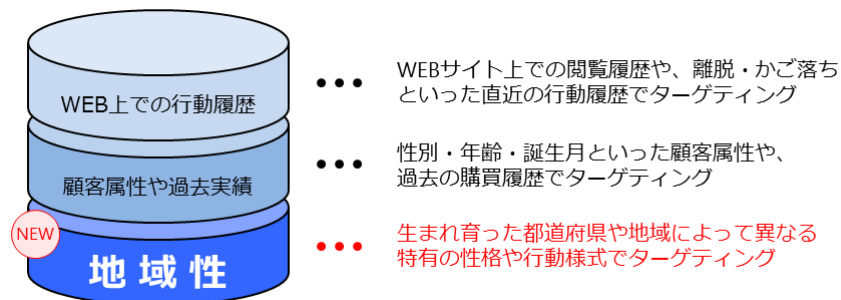 WEB上での行動履歴
WEBサイト上での閲覧履歴や、離脱・かご落ち
といった直近の行動履歴でターゲティング
顧客属性や過去実績
性別・年齢・誕生月といった顧客属性や、
過去の購買履歴でターゲティング
NEW
地域性
生まれ育った都道府県や地域によって異なる
特有の性格や行動様式でターゲティング